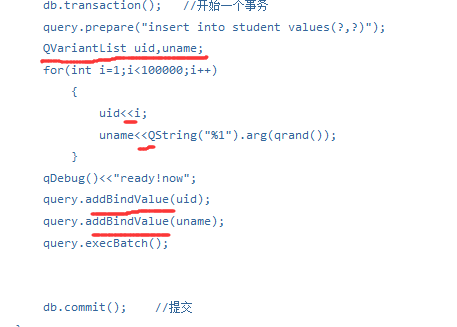 db.transaction();   //开始一个事务
query.prepare("insert into student values(?,?)");
QVariantList uid,uname;
for(int i=1;i<100000;i++)
{
uid<<i;
uname<<QString("%1").arg(qrand());
}
qDebug()<<"ready!now";
query.addBindValue(uid);
query.addBindValue(uname);
query.execBatch();
db.commit();    //提交